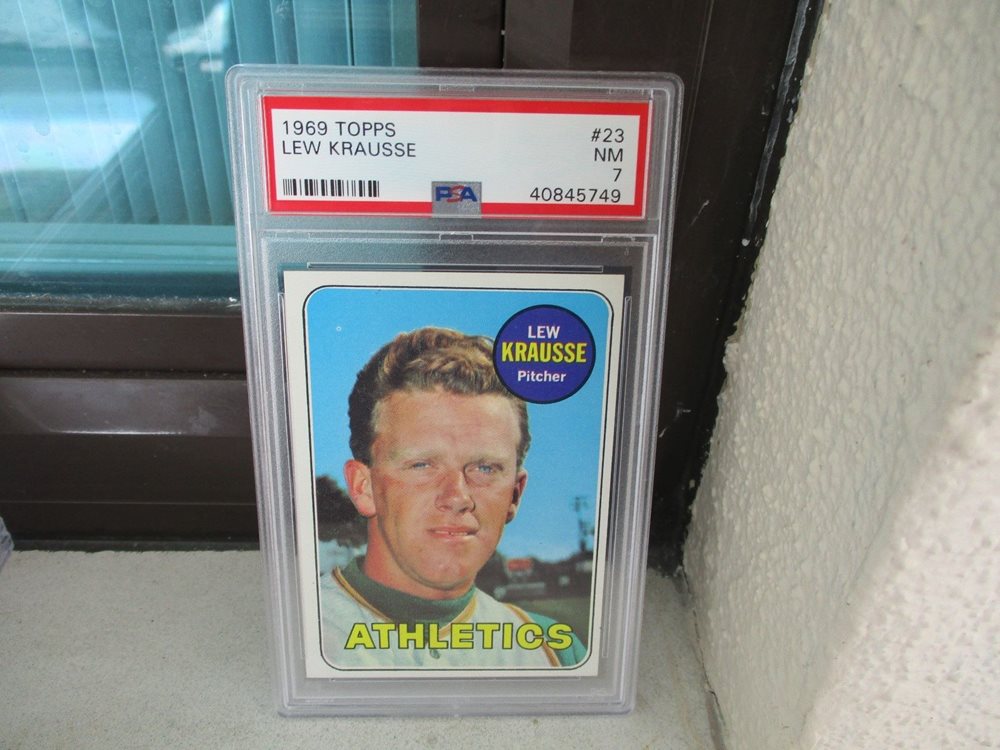 1969 TOPPS
#23
LEW KRAUSSE
NM
7
PSA
40845749
LEW
KRAUSSE
Pitcher
ATHLETICS